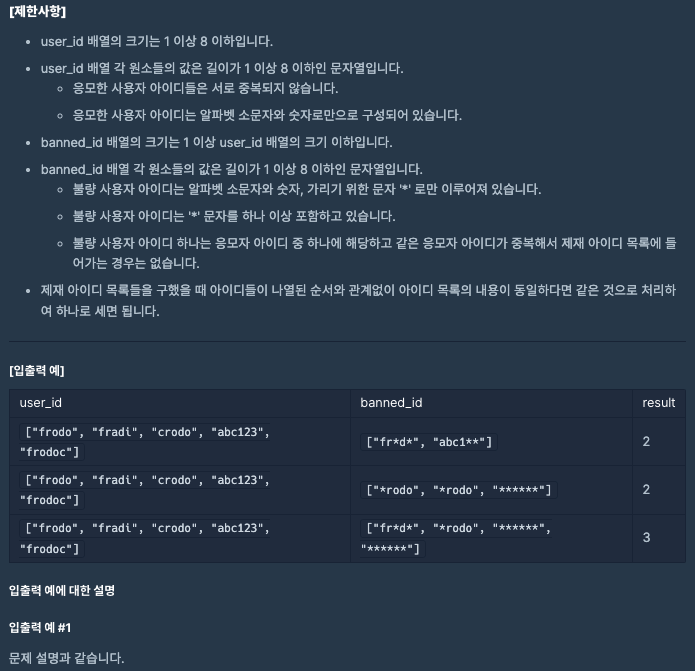 [제한사항]
user_id 배열의 크기는 1 이상 8 이하입니다.
user_id 배열 각 원소들의 값은 길이가 1 이상 8 이하인 문자열입니다.
응모한 사용자 아이디들은 서로 중복되지 않습니다.
응모한 사용자 아이디는 알파벳 소문자와 숫자로만으로 구성되어 있습니다.
banned_id 배열의 크기는 1 이상 user_id 배열의 크기 이하입니다.
banned_id 배열 각 원소들의 값은 길이가 1 이상 8 이하인 문자열입니다.
불량 사용자 아이디는 알파벳 소문자와 숫자, 가리기 위한 문자 '*' 로만 이루어져 있습니다.
불량 사용자 아이디는 '*' 문자를 하나 이상 포함하고 있습니다.
불량 사용자 아이디 하나는 응모자 아이디 중 하나에 해당하고 같은 응모자 아이디가 중복해서 제재 아이디 목록에 들
어가는 경우는 없습니다.
제재 아이디 목록들을 구했을 때 아이디들이 나열된 순서와 관계없이 아이디 목록의 내용이 동일하다면 같은 것으로 처리하
여 하나로 세면 됩니다.
[입출력 예]
user_id banned_id result
["frodo", "fradi", "crodo", "abc123",
"frodoc"] ["fr*d*", "abc1**"] 2
["frodo", "fradi", "crodo", "abc123",
"frodoc"] ["*rodo", "*rodo", "******"] 2
["frodo", "fradi", "crodo", "abc123", ["fr*d*", "*rodo", "******",
"frodoc"] "******"] 3
입출력 예에 대한 설명
입출력 예 #1
문제 설명과 같습니다.